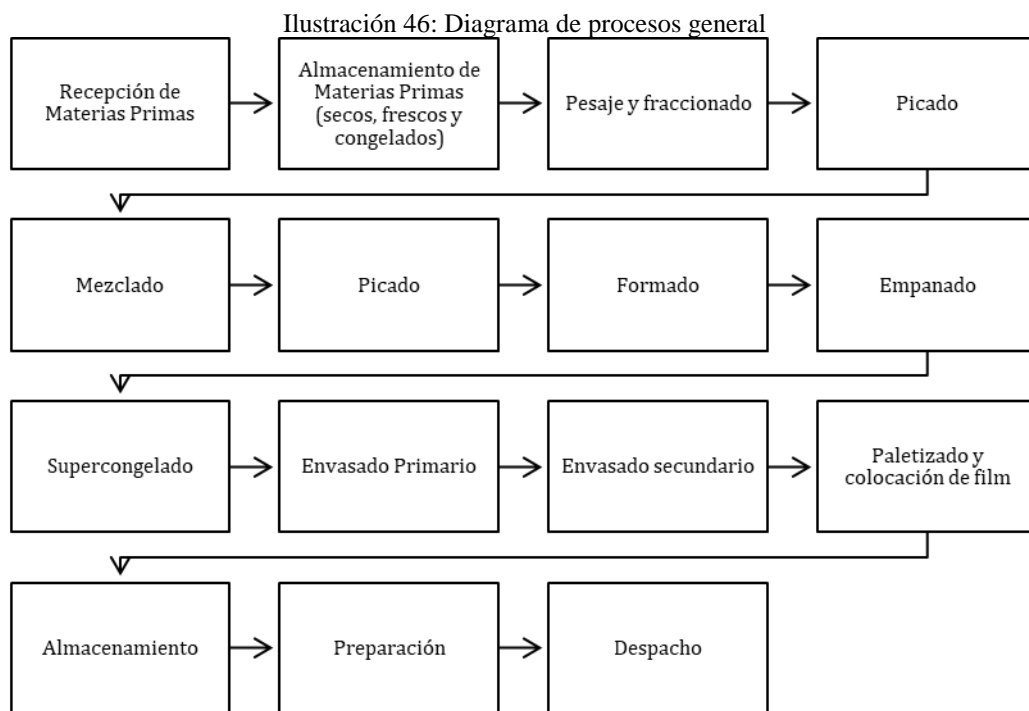 Ilustración 46: Diagrama de procesos general
Recepción de
Materias Primas
Almacenamiento de
Materias Primas
(secos, frescos y
congelados)
Pesaje y fraccionado
Picado
Mezclado
Picado
Formado
Empanado
Supercongelado
Envasado Primario
Envasado secundario
Paletizado y
colocación de film
Almacenamiento
Preparación
Despacho